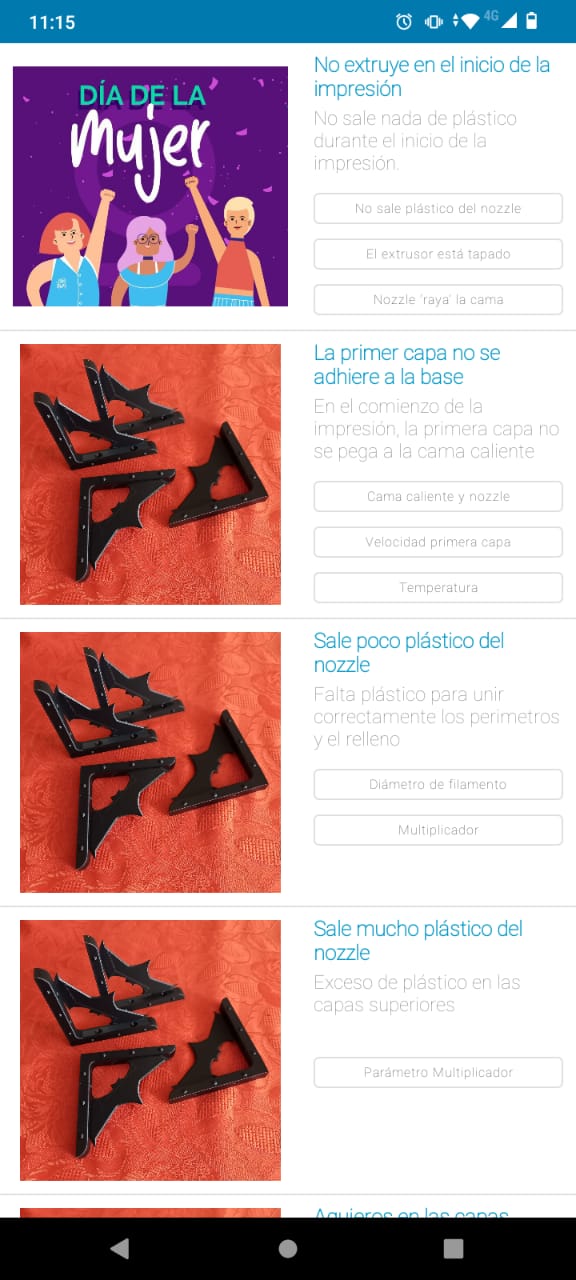 11:15
4G
DÍA DE LA
mujer
No extruye en el inicio de la
impresión
No sale nada de plástico
durante el inicio de la
impresión.
No sale plástico del nozzle
El extrusor está tapado
Nozzle 'raya' la cama
La primer capa no se
adhiere a la base
En el comienzo de la
impresión, la primera capa no
se pega a la cama caliente
Cama caliente y nozzle
Velocidad primera capa
Temperatura
Sale poco plástico del
nozzle
Falta plástico para unir
correctamente los perimetros
y el relleno
Diámetro de filamento
Multiplicador
Sale mucho plástico del
nozzle
Exceso de plástico en las
capas superiores
Parámetro Multiplicador
Agujeros en las capas